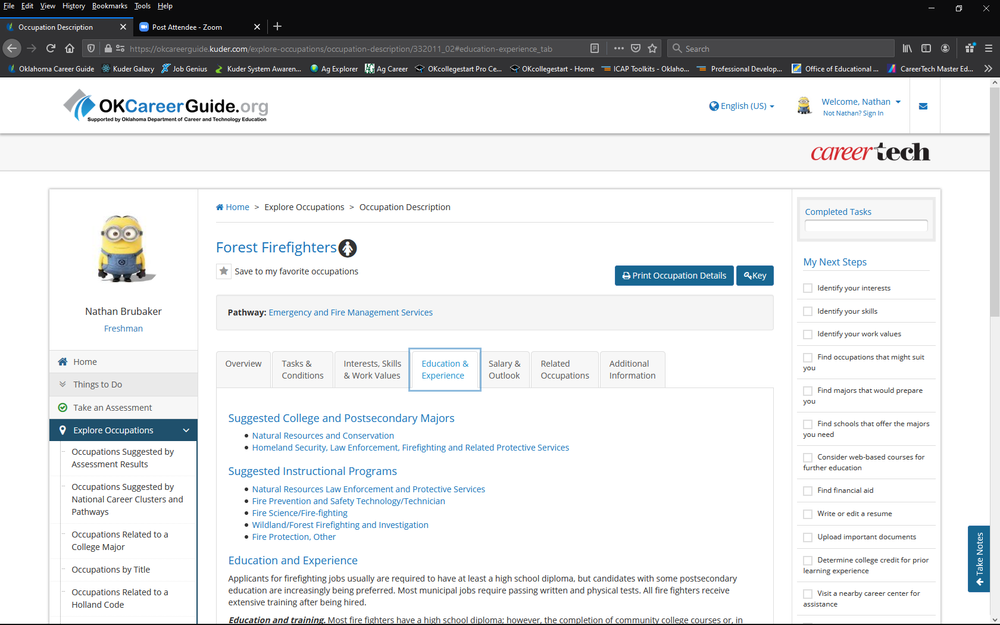 File Edit View History Bookmarks Tools Help
Occupation Description
Post Attendee - Zoom
https://okcareerguide.kuder.com/explore-occupations/occupation-description/332011_02#education-experience_tab
Search
Oklahoma Career Guide Kuder Galaxy Job Genius Kuder System Awaren... Ag Explorer Ag Career OKcollegestart Pro Ce... OKcollegestart - Home ICAP Toolkits - Oklaho... Professional Develop... Office of Educational ... CareerTech Master Ed...
OKCareerGuide.org
Supported by Oklahoma Department of Career and Technology Education
English (US)
Welcome, Nathan
Not Nathan? Sign In
careertech
Nathan Brubaker
Freshman
Home
Things to Do
Take an Assessment
Explore Occupations
Occupations Suggested by
Assessment Results
Occupations Suggested by
National Career Clusters and
Pathways
Occupations Related to a
College Major
Occupations by Title
Occupations Related to a
Holland Code
Home > Explore Occupations > Occupation Description
Forest Firefighters
Save to my favorite occupations
Print Occupation Details
Key
Pathway: Emergency and Fire Management Services
Overview
Tasks &
Conditions
Interests, Skills
& Work Values
Education &
Experience
Salary &
Outlook
Related
Occupations
Additional
Information
Suggested College and Postsecondary Majors
Natural Resources and Conservation
Homeland Security, Law Enforcement, Firefighting and Related Protective Services
Suggested Instructional Programs
Natural Resources Law Enforcement and Protective Services
Fire Prevention and Safety Technology/Technician
Fire Science/Fire-fighting
Wildland/Forest Firefighting and Investigation
Fire Protection, Other
Education and Experience
Applicants for firefighting jobs usually are required to have at least a high school diploma, but candidates with some postsecondary
education are increasingly being preferred. Most municipal jobs require passing written and physical tests. All fire fighters receive
extensive training after being hired.
Education and training. Most fire fighters have a high school diploma; however, the completion of community college courses or, in
Completed Tasks
My Next Steps
Identify your interests
Identify your skills
Identify your work values
Find occupations that might suit
you
Find majors that would prepare
you
Find schools that offer the majors
you need
Consider web-based courses for
further education
Find financial aid
Write or edit a resume
Upload important documents
Determine college credit for prior
learning experience
Visit a nearby career center for
assistance
Take Notes